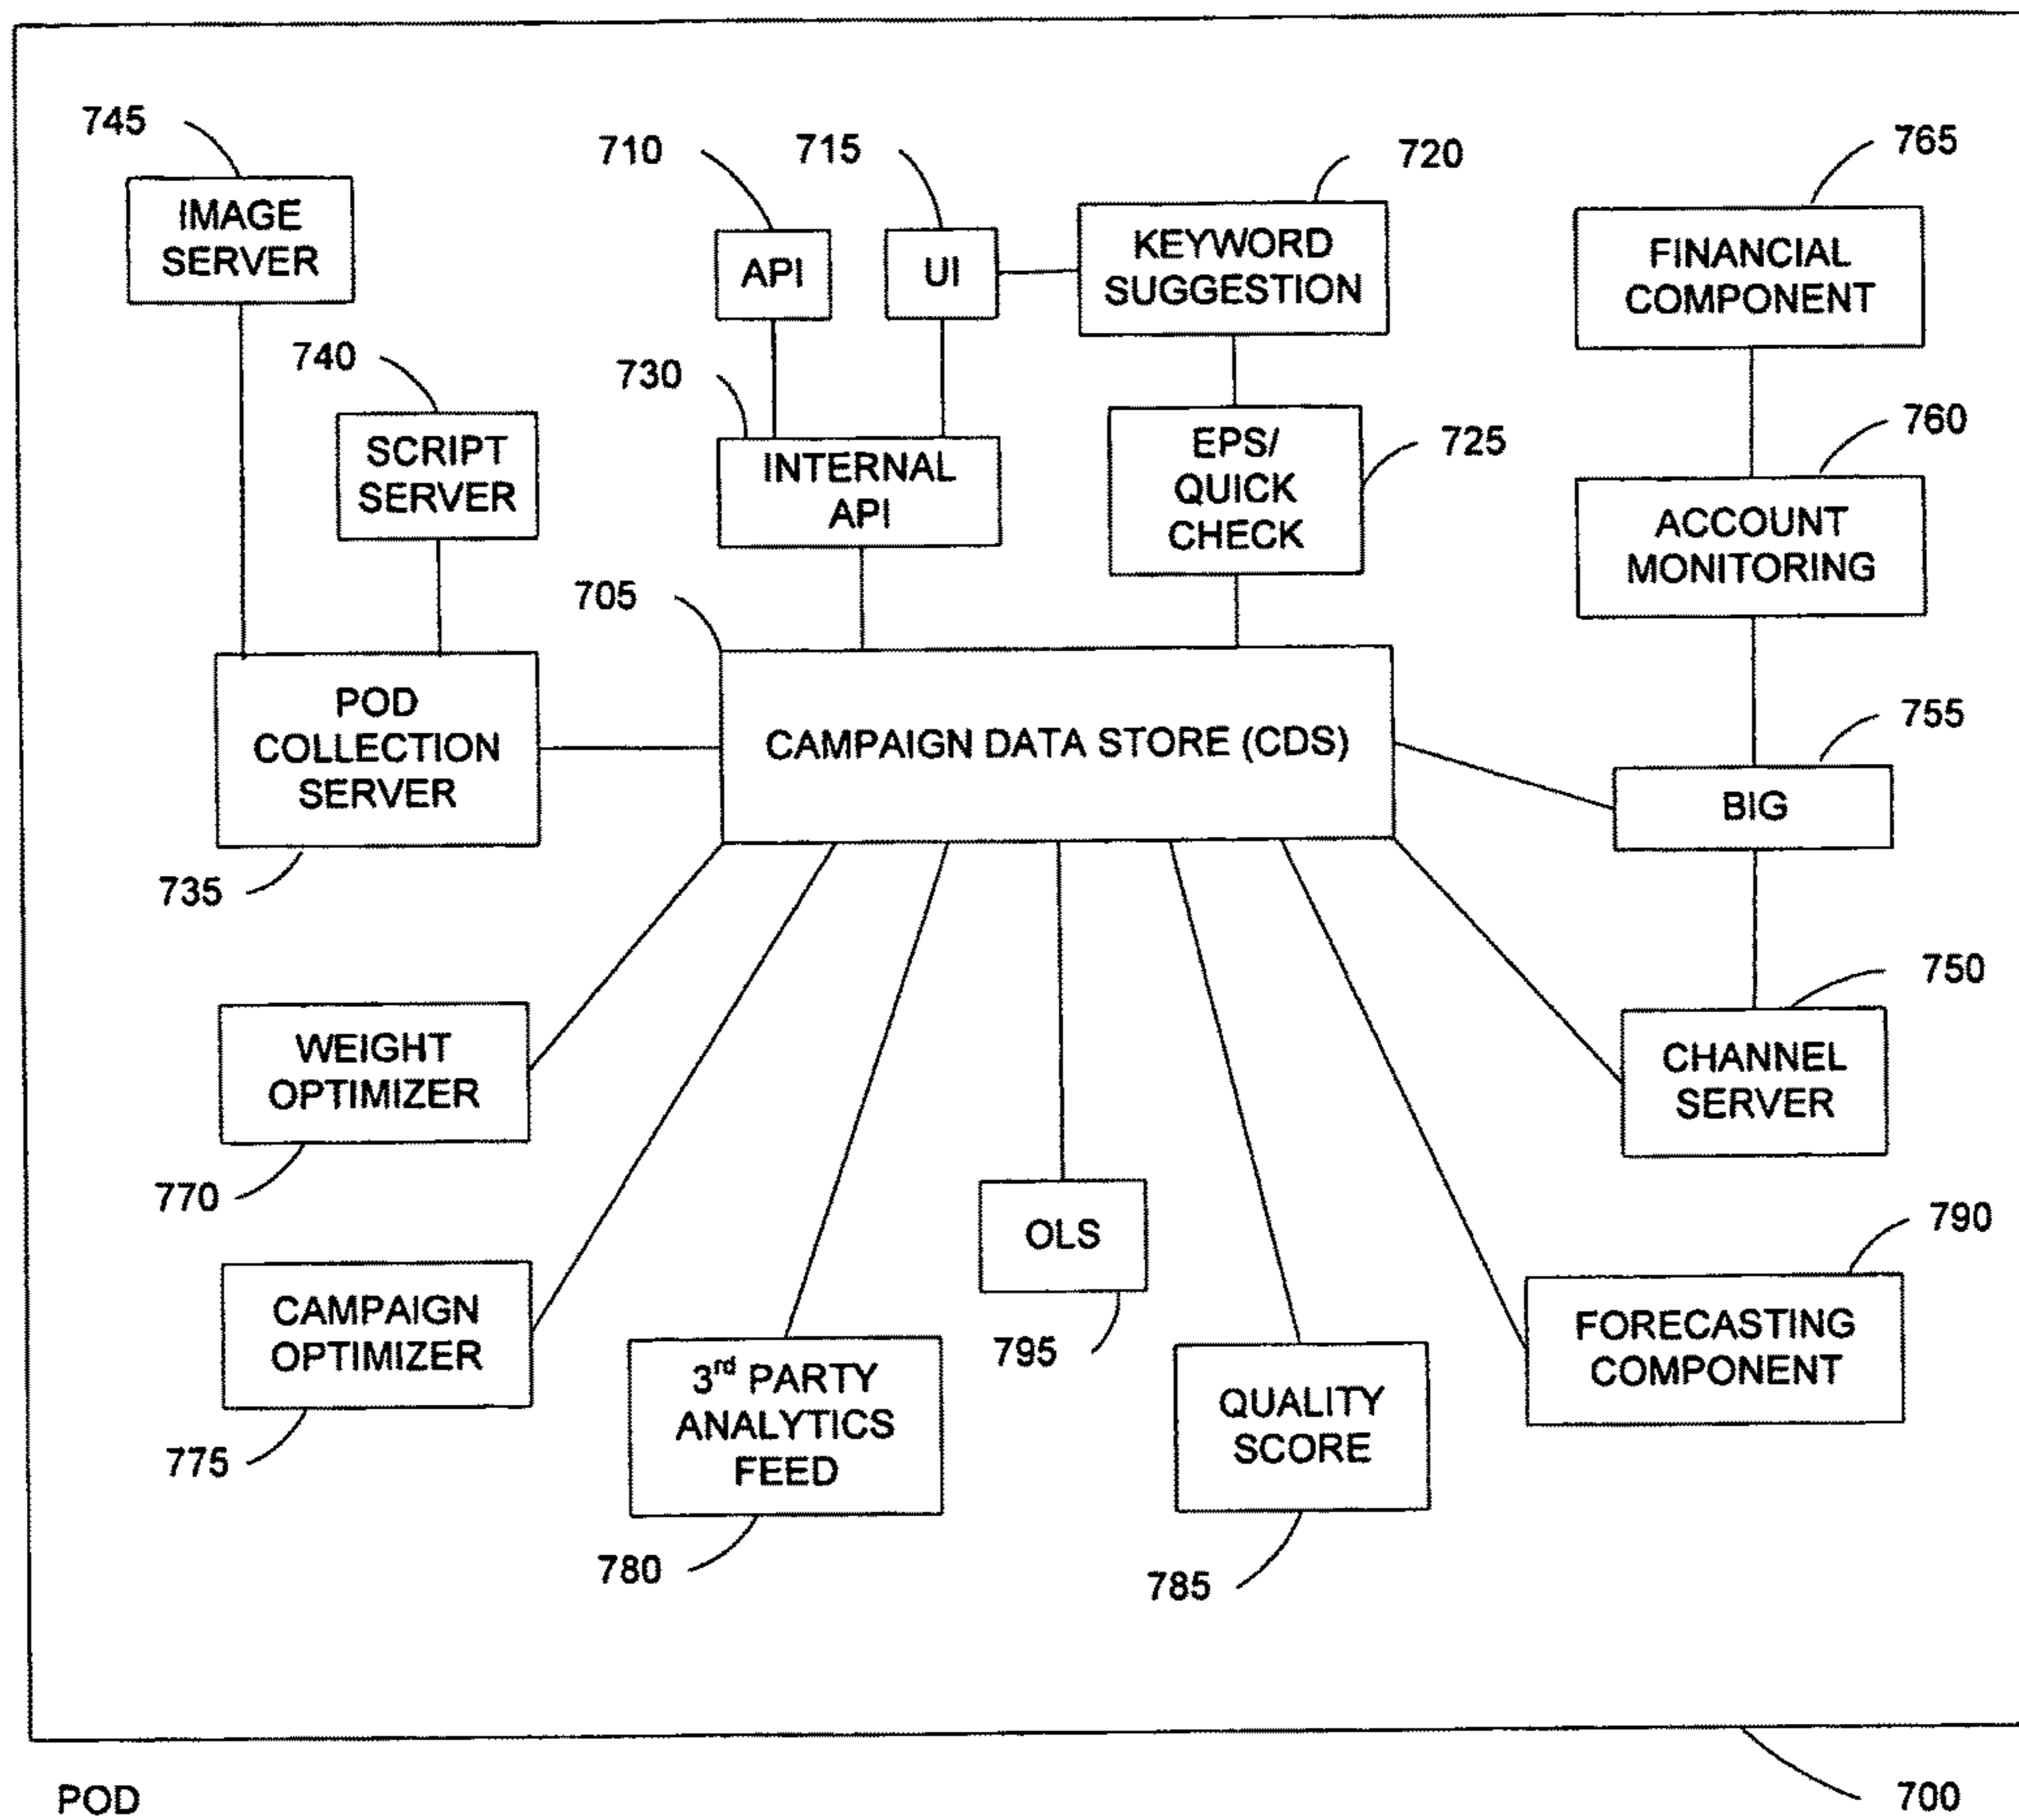 745
710
715
720
765
IMAGE
SERVER
API
UI
KEYWORD
SUGGESTION
FINANCIAL
COMPONENT
740
730
760
SCRIPT
SERVER
INTERNAL
API
EPS/
QUICK
CHECK
725
ACCOUNT
MONITORING
705
755
POD
COLLECTION
SERVER
CAMPAIGN DATA STORE (CDS)
BIG
735
750
WEIGHT
OPTIMIZER
CHANNEL
SERVER
770
OLS
790
CAMPAIGN
OPTIMIZER
795
FORECASTING
COMPONENT
3rd PARTY
ANALYTICS
FEED
QUALITY
SCORE
775
780
785
POD
700